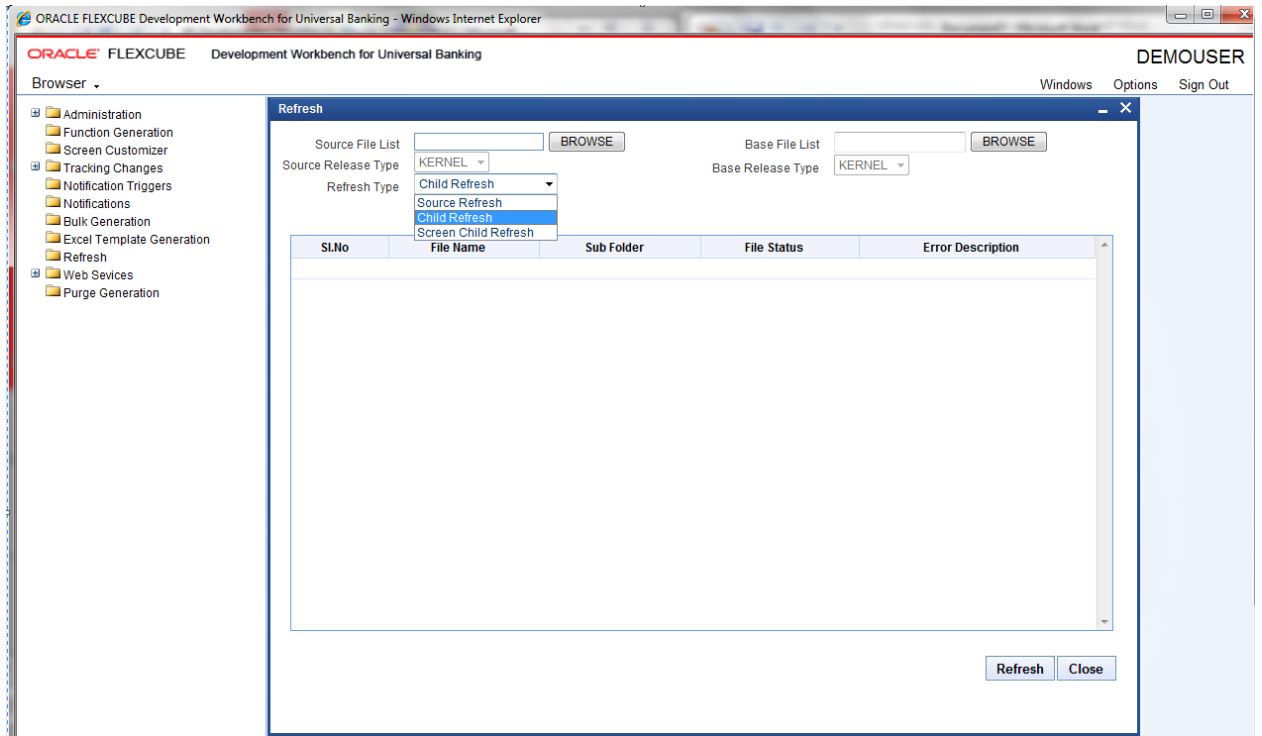 ORACLE FLEXCUBE Development Workbench for Universal Banking - Windows Internet Explorer
ORACLE FLEXCUBE Development Workbench for Universal Banking
DEMOUSER
Browser
Windows Options Sign Out
Administration
Function Generation
Screen Customizer
Tracking Changes
Notification Triggers
Notifications
Bulk Generation
Excel Template Generation
Refresh
Web Sevices
Purge Generation
Refresh
Source File List BROWSE Base File List BROWSE
Source Release Type KERNEL Base Release Type KERNEL
Refresh Type Child Refresh
Source Refresh
Child Refresh
Screen Child Refresh
Sl.No File Name Sub Folder File Status Error Description
Refresh Close